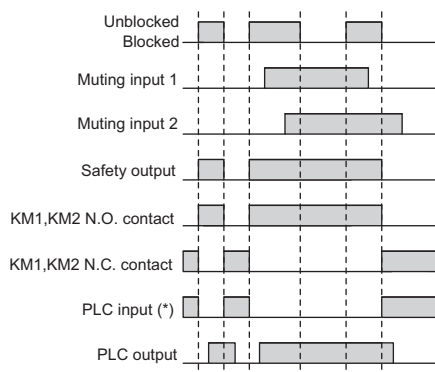 Unblocked
Blocked
Muting input 1
Muting input 2
Safety output
KM1,KM2 N.O. contact
KM1,KM2 N.C. contact
PLC input (*)
PLC output